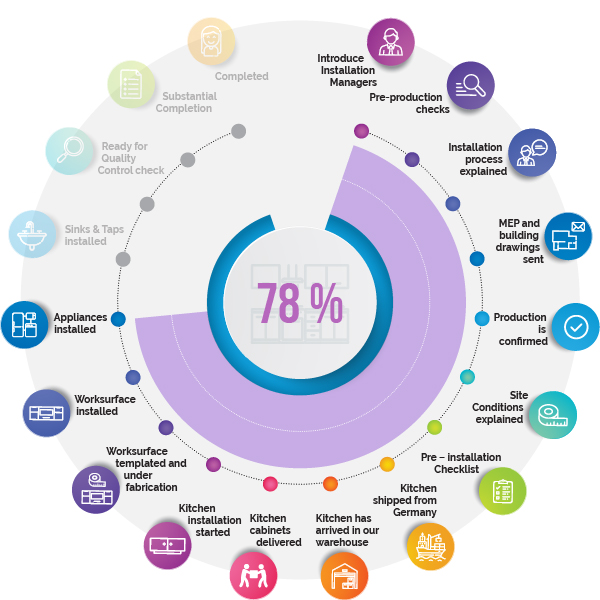 Introduce
Installation
Managers
Pre-production
checks
Installation
process
explained
MEP and
building
drawings
sent
Production
is
confirmed
Site
Conditions
explained
Pre – installation
Checklist
Kitchen
shipped from
Germany
Kitchen has
arrived in our
warehouse
Kitchen
cabinets
delivered
Kitchen
installation
started
Worksurface
templated and
under
fabrication
Worksurface
installed
Appliances
installed
Sinks & Taps
installed
Ready for
Quality
Control check
Substantial
Completion
Completed
78 %